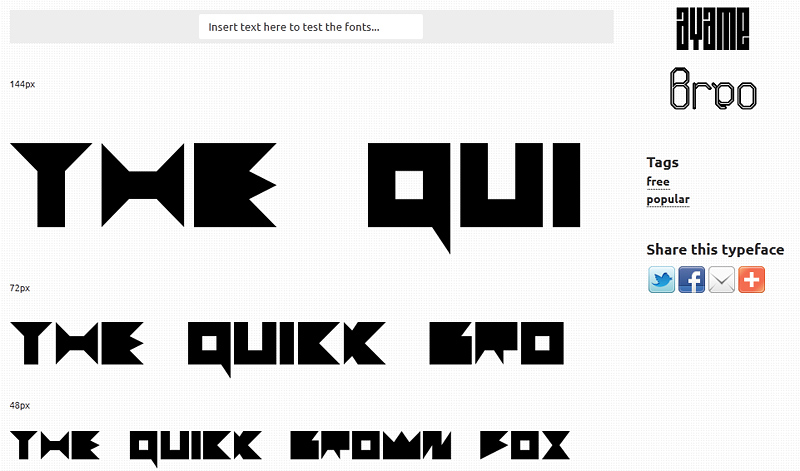 Insert text here to test the fonts...
144px
THE QUI
72px
THE QUICK BRO
48px
THE QUICK BROWN FOX
ayame
Breo
Tags
free
popular
Share this typeface